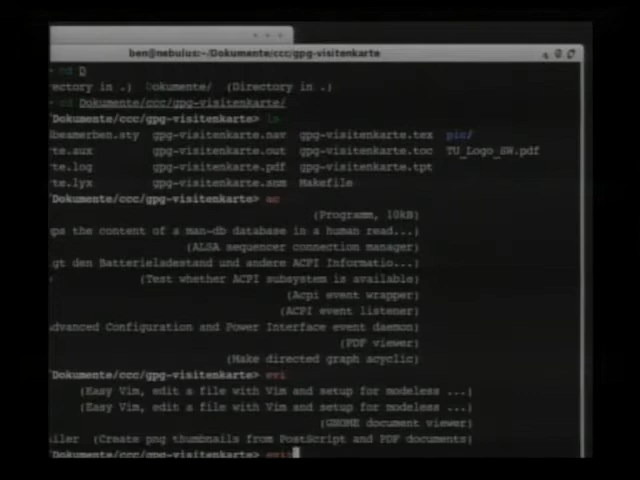 ben@nebulus:~/Dokumente/ccc/gpg-visitenkarte
cd D
ectory in .) Dokumente/ (Directory in .)
cd Dokumente/ccc/gpg-visitenkarte/
Dokumente/ccc/gpg-visitenkarte> ls
beamerben.sty gpg-visitenkarte.nav gpg-visitenkarte.tex pic/
te.aux gpg-visitenkarte.out gpg-visitenkarte.toc TU_Logo_SW.pdf
te.log gpg-visitenkarte.pdf gpg-visitenkarte.tpt
te.lyx gpg-visitenkarte.snm Makefile
Dokumente/ccc/gpg-visitenkarte> ac
(Programm, 10kB)
ps the content of a man-db database in a human read...)
(ALSA sequencer connection manager)
gt den Batterieladestand und andere ACPI Informatio...)
(Test whether ACPI subsystem is available)
(Acpi event wrapper)
(ACPI event listener)
Advanced Configuration and Power Interface event daemon)
(PDF viewer)
(Make directed graph acyclic)
Dokumente/ccc/gpg-visitenkarte> evi
(Easy Vim, edit a file with Vim and setup for modeless ...)
(Easy Vim, edit a file with Vim and setup for modeless ...)
(GNOME document viewer)
ailer (Create png thumbnails from PostScript and PDF documents)
Dokumente/ccc/gpg-visitenkarte>